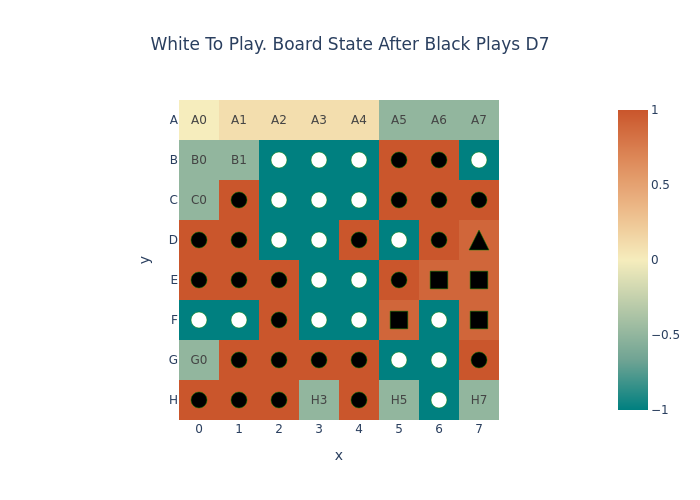 White To Play. Board State After Black Plays D7
A A0 A1 A2 A3 A4 A5 A6 A7
B B0 B1
C C0
D
E
F
G G0
H H3 H5 H7
0 1 2 3 4 5 6 7
x
y
1
0.5
0
−0.5
−1